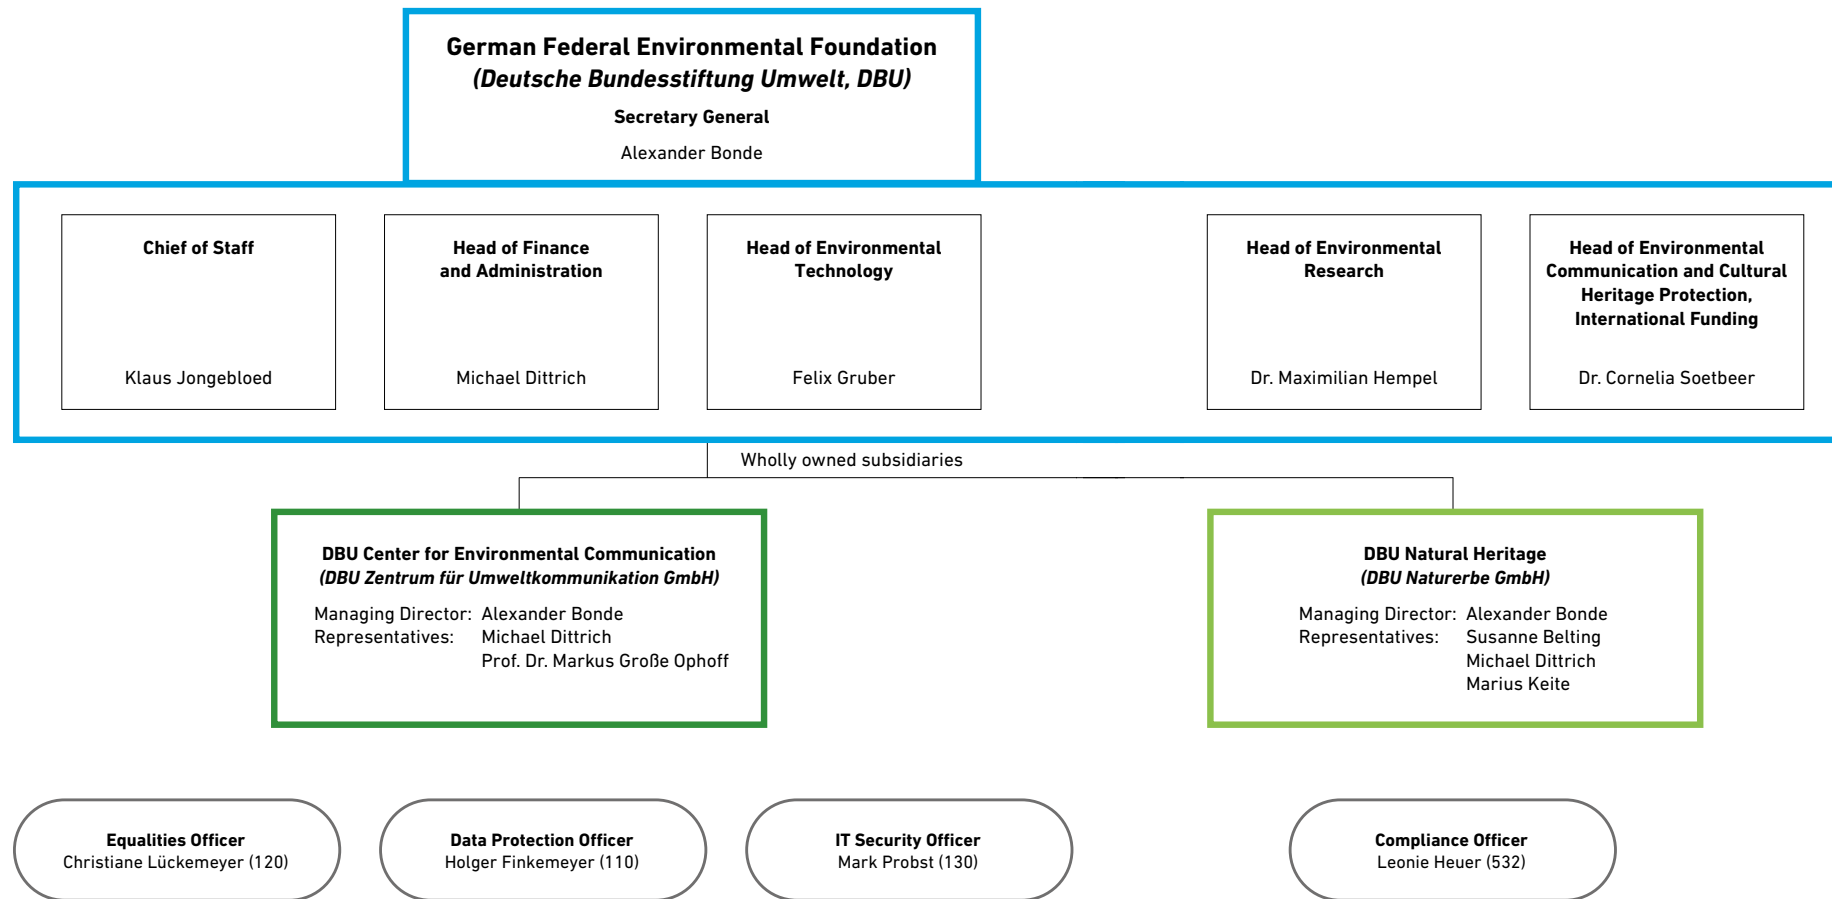 German Federal Environmental Foundation
(Deutsche Bundesstiftung Umwelt, DBU)
Secretary General
Alexander Bonde
Chief of Staff
Klaus Jongebloed
Head of Finance
and Administration
Michael Dittrich
Head of Environmental
Technology
Felix Gruber
Head of Environmental
Research
Dr. Maximilian Hempel
Head of Environmental
Communication and Cultural
Heritage Protection,
International Funding
Dr. Cornelia Soetbeer
Wholly owned subsidiaries
DBU Center for Environmental Communication
(DBU Zentrum für Umweltkommunikation GmbH)
Managing Director: Alexander Bonde
Representatives: Michael Dittrich
Prof. Dr. Markus Große Ophoff
DBU Natural Heritage
(DBU Naturerbe GmbH)
Managing Director: Alexander Bonde
Representatives: Susanne Belting
Michael Dittrich
Marius Keite
Equalities Officer
Christiane Lückemeyer (120)
Data Protection Officer
Holger Finkemeyer (110)
IT Security Officer
Mark Probst (130)
Compliance Officer
Leonie Heuer (532)